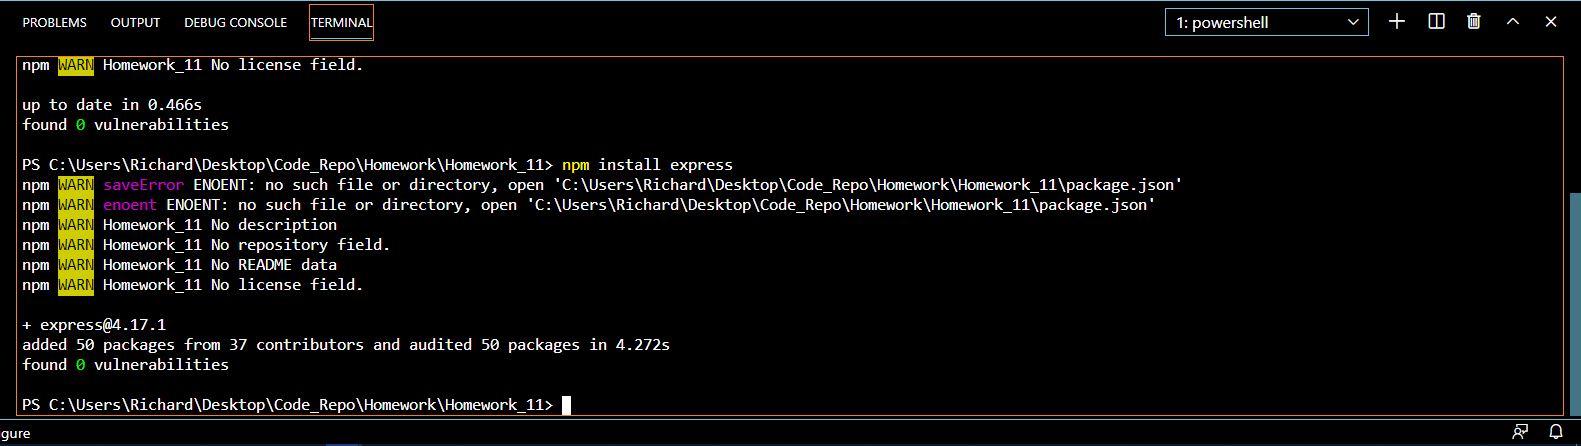 PROBLEMS OUTPUT DEBUG CONSOLE TERMINAL 1: powershell
npm WARN Homework_11 No license field.
up to date in 0.466s
found 0 vulnerabilities
PS C:\Users\Richard\Desktop\Code_Repo\Homework\Homework_11> npm install express
npm WARN saveError ENOENT: no such file or directory, open 'C:\Users\Richard\Desktop\Code_Repo\Homework\Homework_11\package.json'
npm WARN enoent ENOENT: no such file or directory, open 'C:\Users\Richard\Desktop\Code_Repo\Homework\Homework_11\package.json'
npm WARN Homework_11 No description
npm WARN Homework_11 No repository field.
npm WARN Homework_11 No README data
npm WARN Homework_11 No license field.
+ express@4.17.1
added 50 packages from 37 contributors and audited 50 packages in 4.272s
found 0 vulnerabilities
PS C:\Users\Richard\Desktop\Code_Repo\Homework\Homework_11>
gure